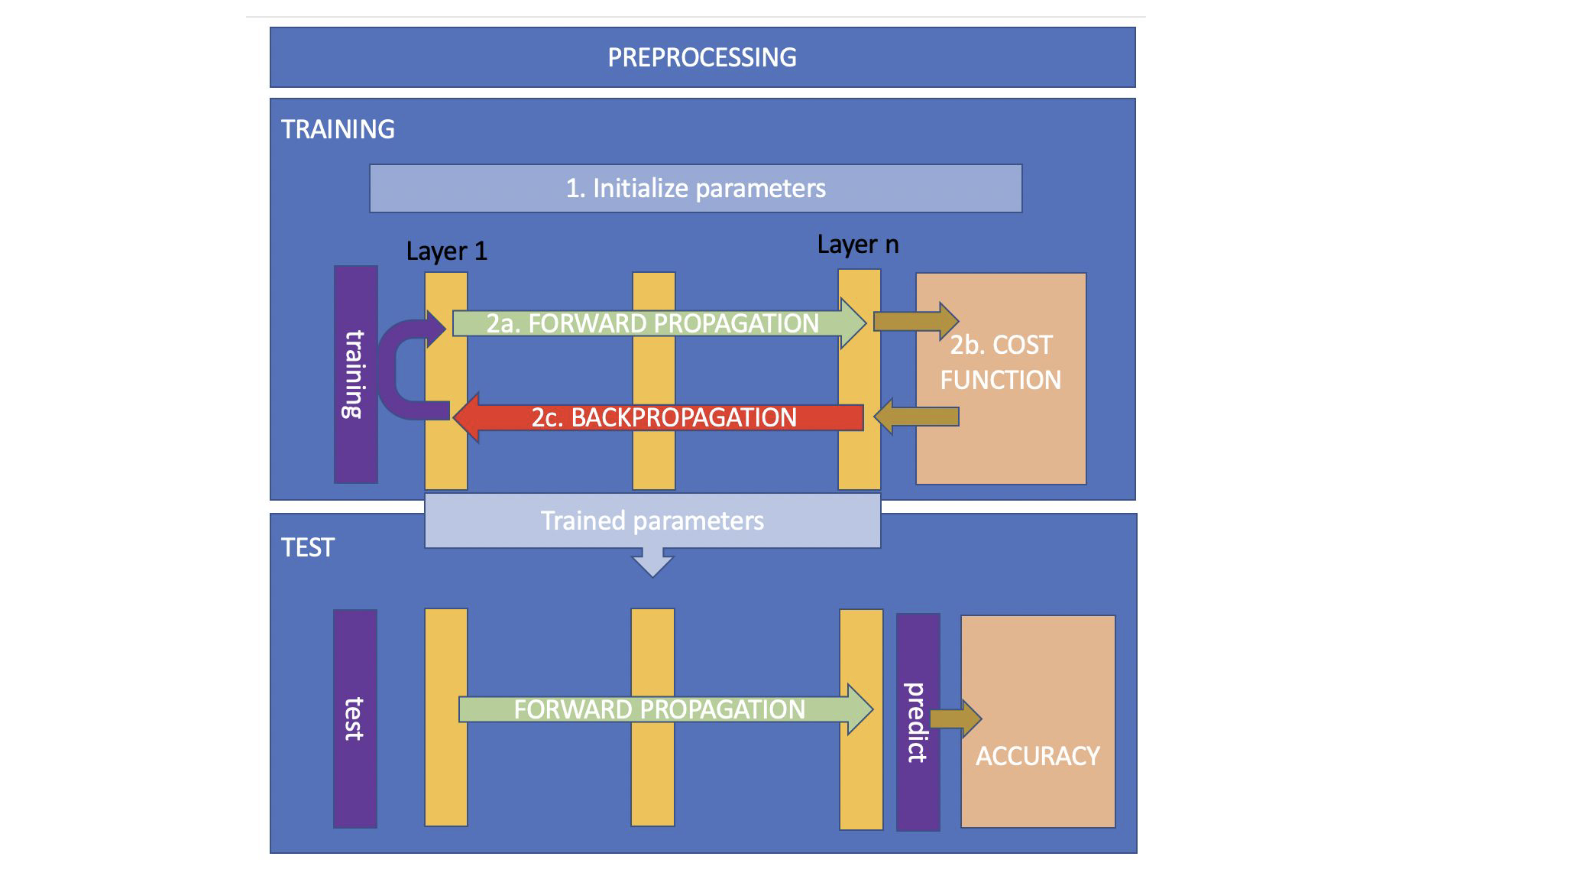 PREPROCESSING
TRAINING
1. Initialize parameters
Layer 1
Layer n
training
2a. FORWARD PROPAGATION
2b. COST
FUNCTION
2c. BACKPROPAGATION
Trained parameters
TEST
test
FORWARD PROPAGATION
predict
ACCURACY